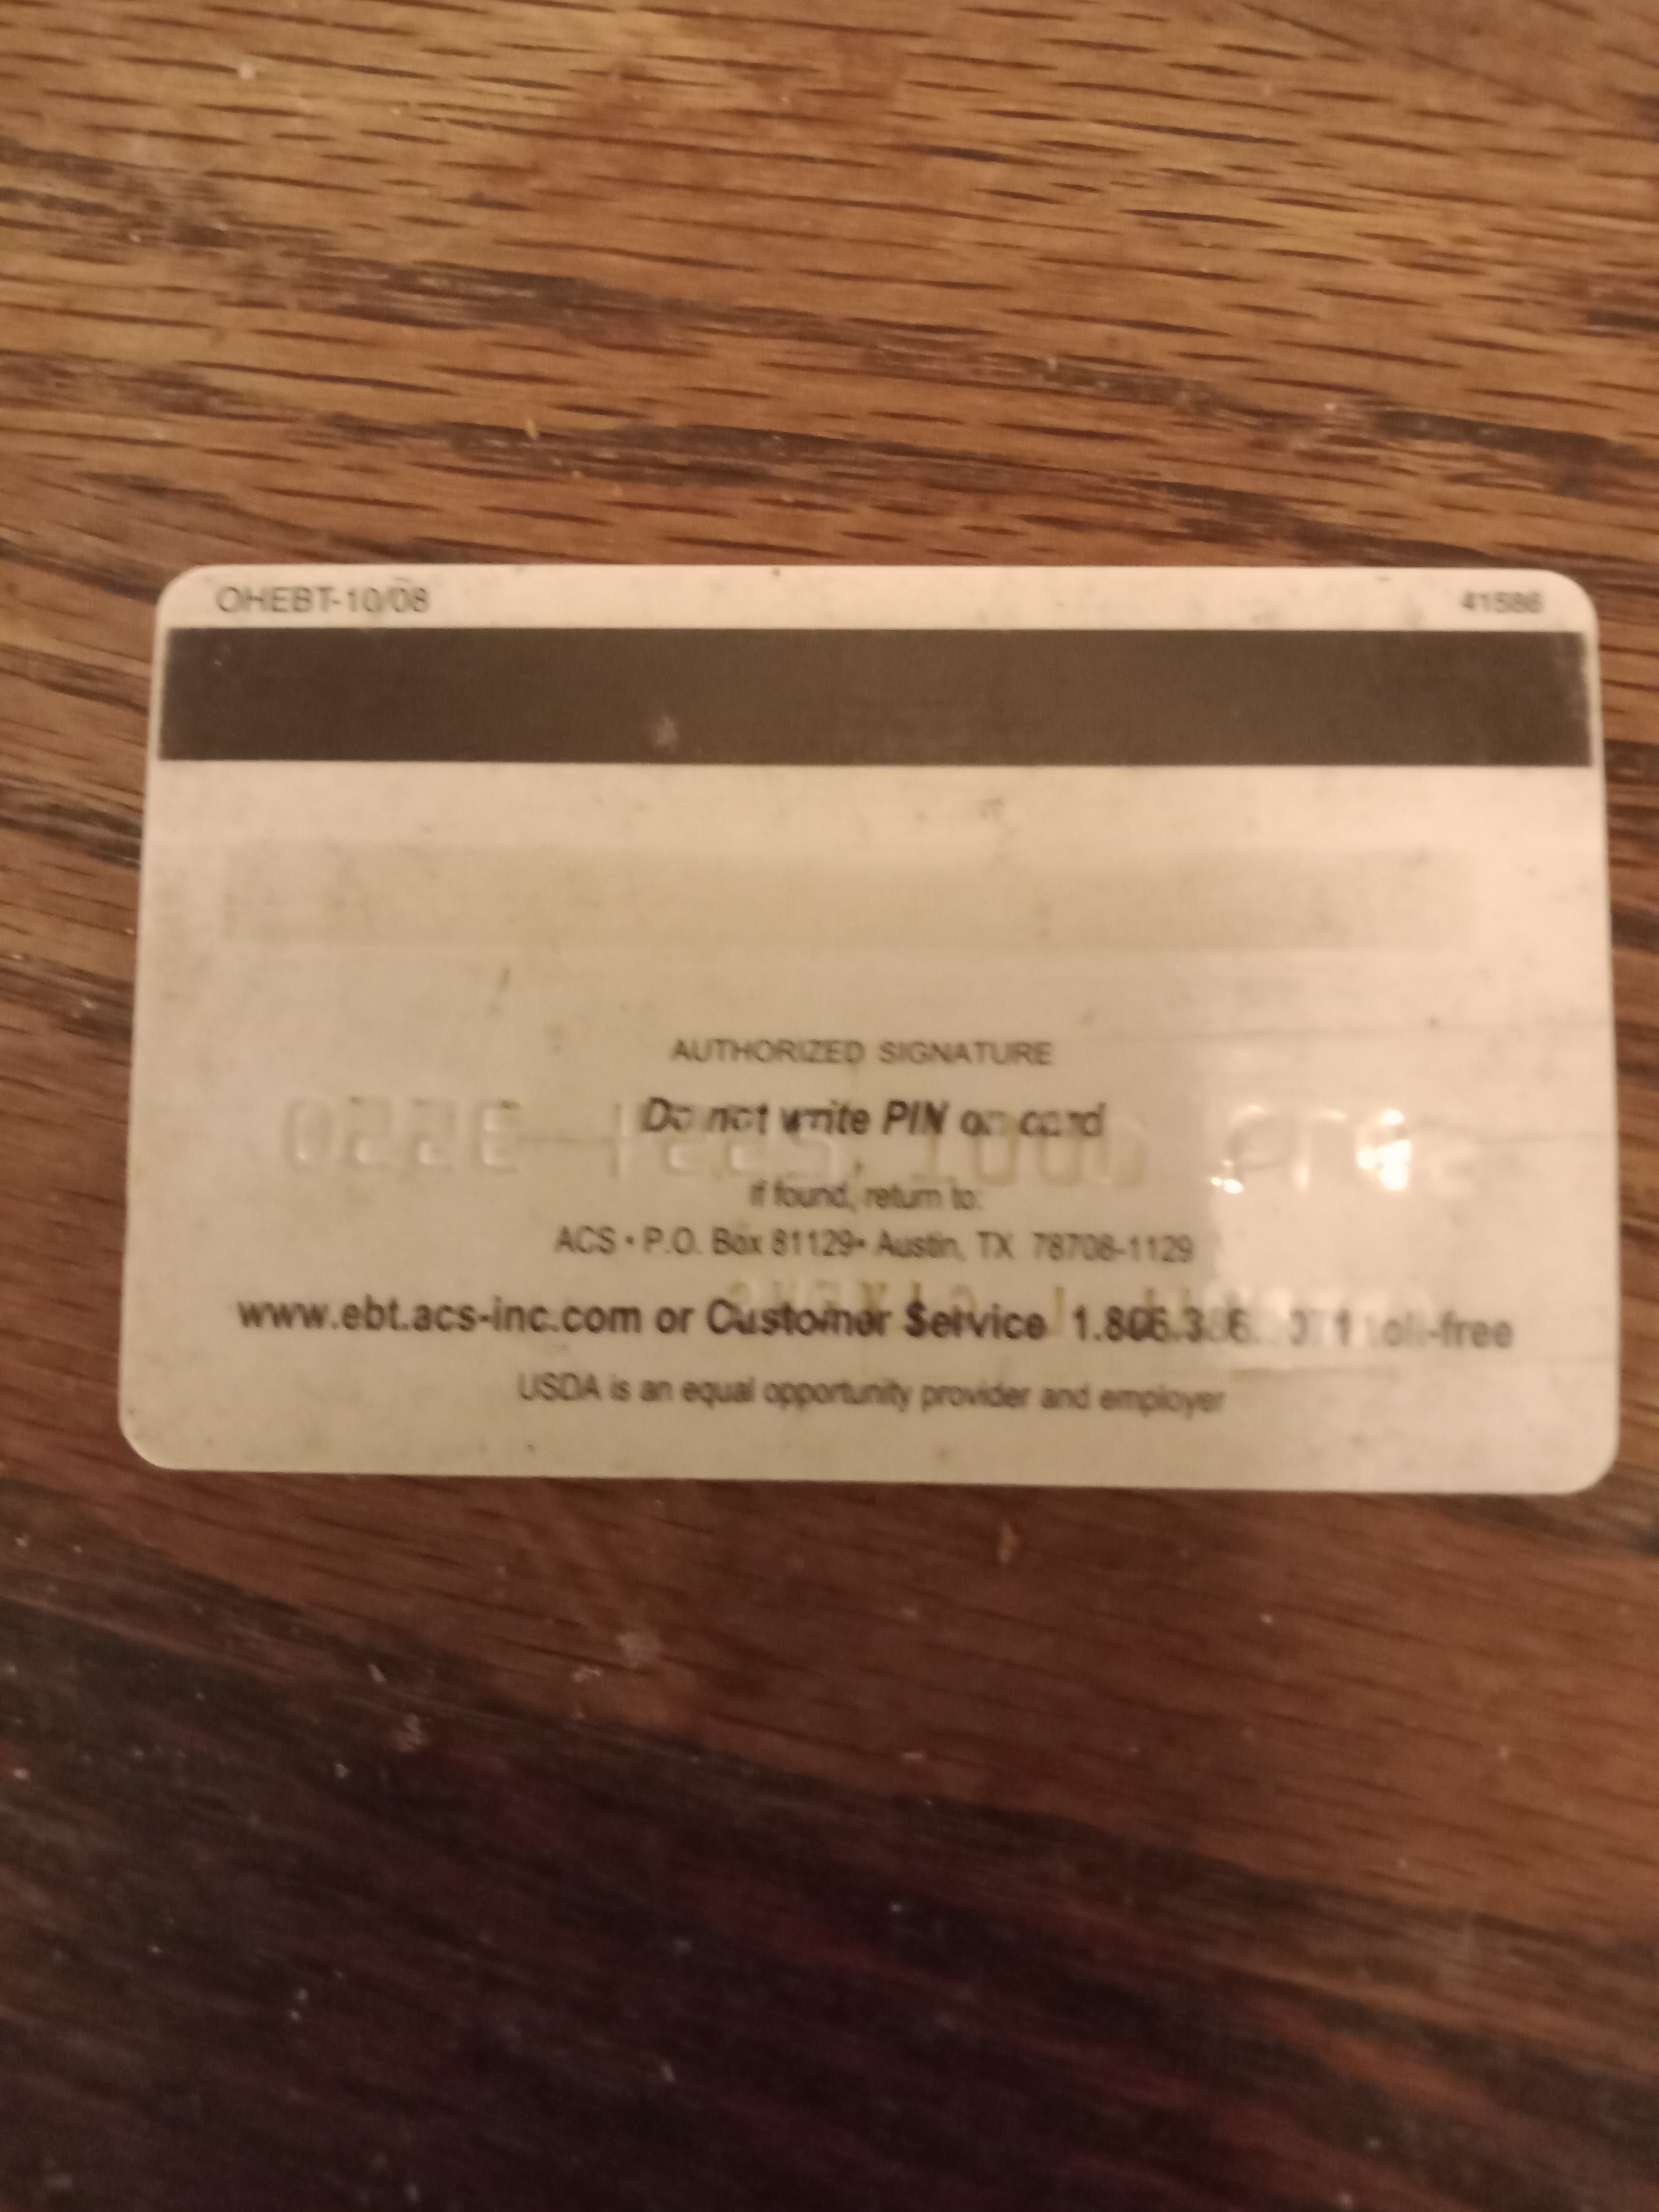 OHEBT-10/08
41586
AUTHORIZED SIGNATURE
Do not write PIN on card
If found, return to:
ACS • P.O. Box 81129• Austin, TX 78708-1129
www.ebt.acs-inc.com or Customer Service toll-free
USDA is an equal opportunity provider and employer